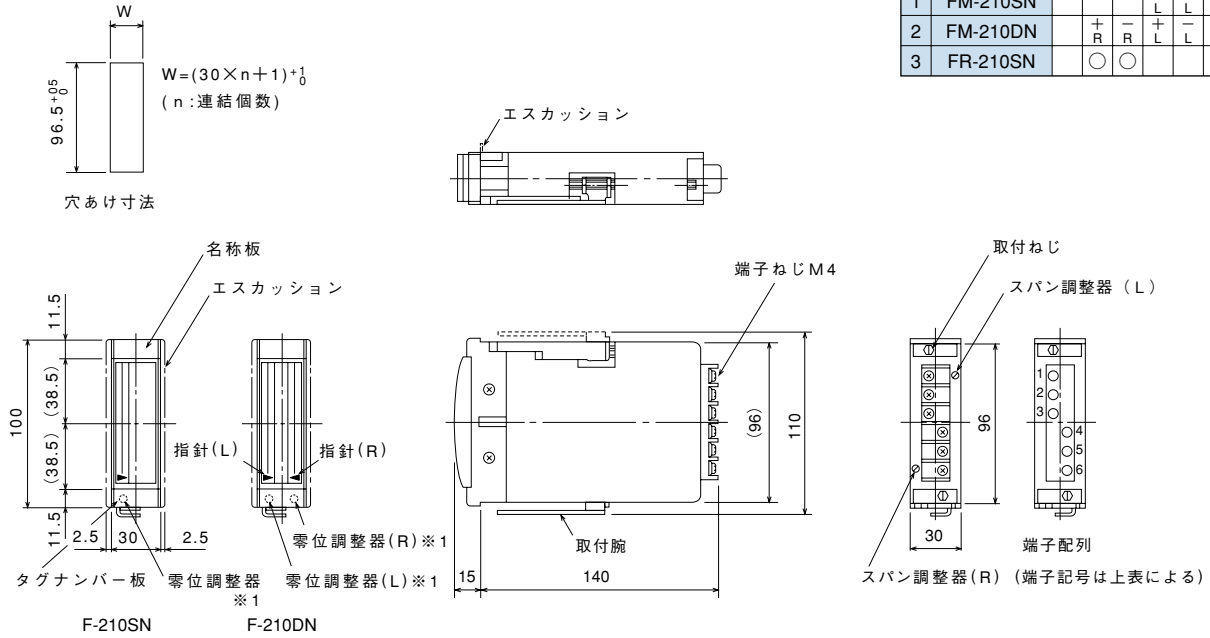 W
W=(30×n+1)+1 0
(n:連結個数)
96.5+05 0
穴あけ寸法
エスカッション
1 FM-210SN L L
2 FM-210DN + R − R + L − L
3 FR-210SN ○ ○
名称板
エスカッション
11.5
(38.5)
(38.5)
100
11.5
2.5 30 2.5
指針(L)
指針(R)
タグナンバー板
零位調整器
※1
零位調整器(R)※1
零位調整器(L)※1
F-210SN
F-210DN
端子ねじM4
(96)
110
取付腕
15
140
取付ねじ
スパン調整器(L)
96
30
スパン調整器(R)
1
2
3
4
5
6
端子配列
(端子記号は上表による)